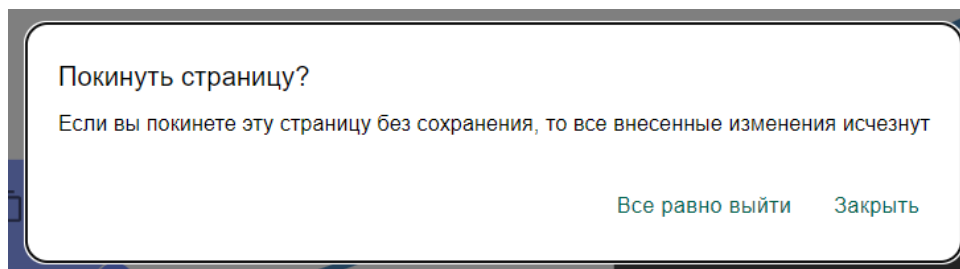 Покинуть страницу?
Если вы покинете эту страницу без сохранения, то все внесенные изменения исчезнут
Все равно выйти Закрыть